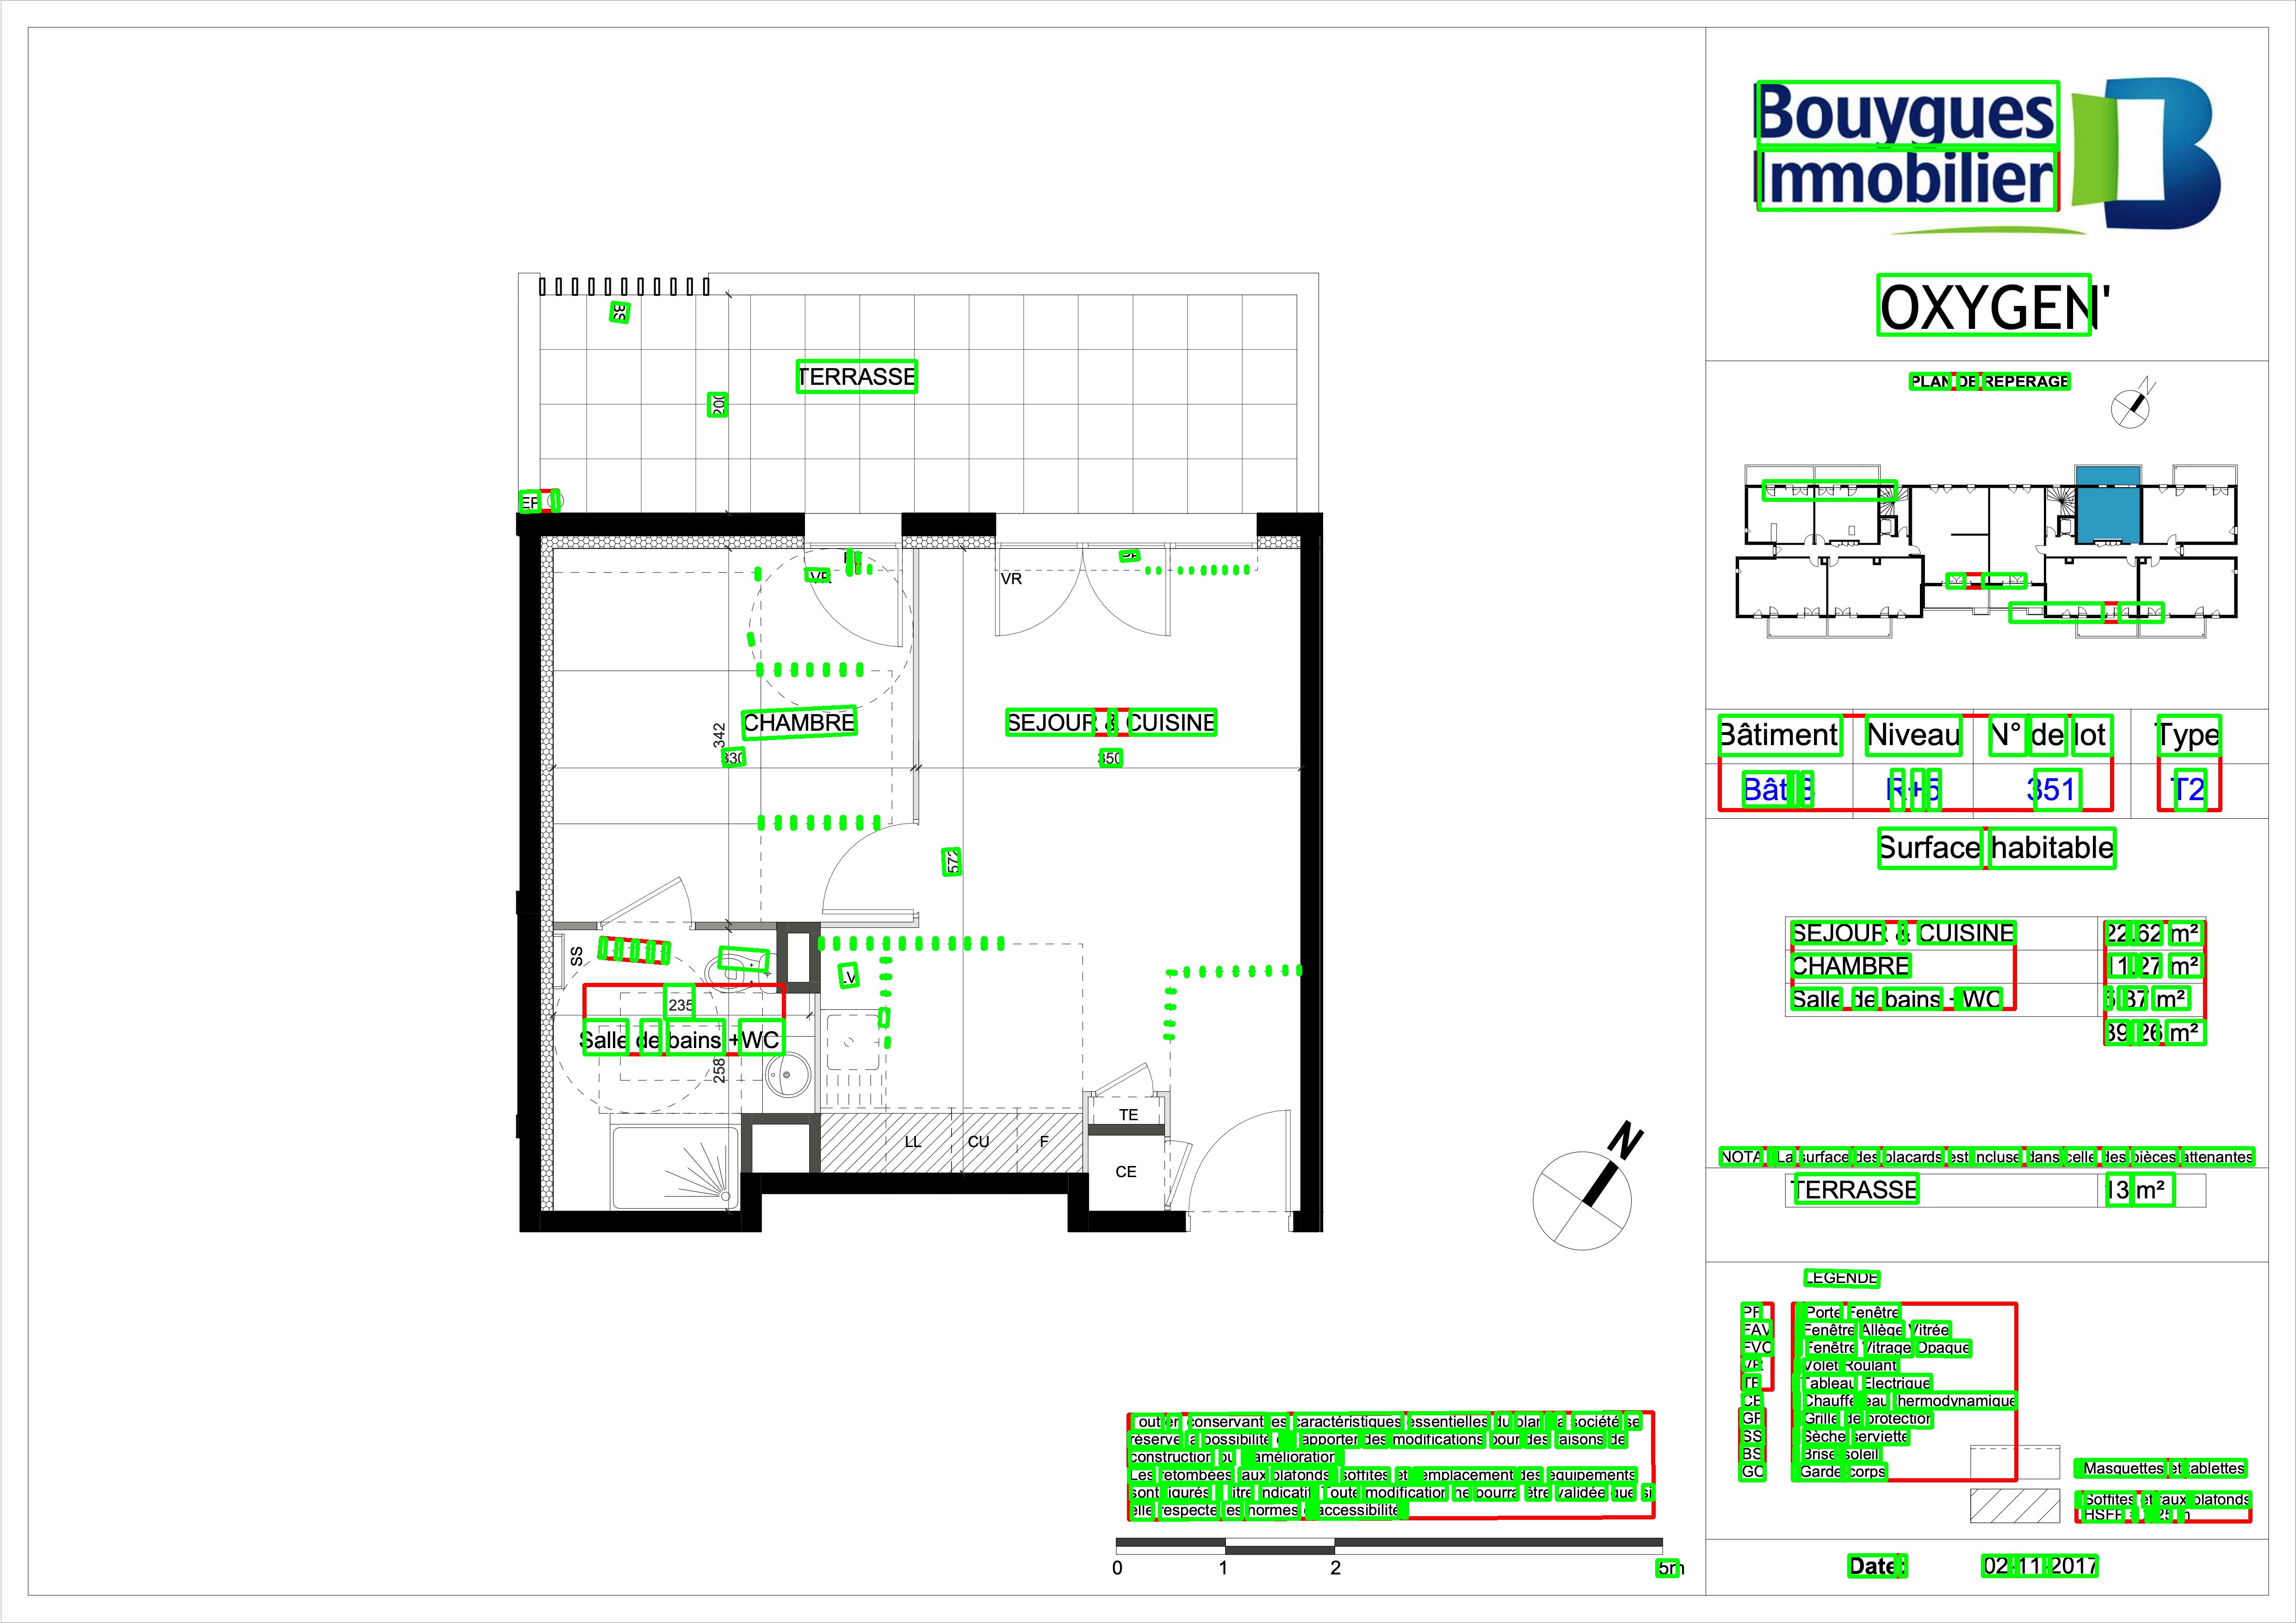 Bouygues
Immobilier
OXYGEN'
PLAN DE REPERAGE
N
Bâtiment Niveau N° de lot Type
Bât B R+5 351 T2
Surface habitable
SEJOUR & CUISINE 22.62 m²
CHAMBRE 11.27 m²
Salle de bains + WC 5.37 m²
39.26 m²
NOTA : La surface des placards est incluse dans celle des pièces attenantes
TERRASSE 13 m²
LEGENDE
PF : Porte Fenêtre
FAV : Fenêtre Allège Vitrée
FVO : Fenêtre Vitrage Opaque
VR : Volet Roulant
TE : Tableau Electrique
CE : Chauffe eau thermodynamique
GP : Grille de protection
SS : Sèche serviette
BS : Brise soleil
GC : Garde corps
: Masquettes et tablettes
: Soffites et faux plafonds
Date: 02-11-2017
BS
TERRASSE
200
EP
VR
VR
CHAMBRE
SEJOUR & CUISINE
342
330
350
572
SS
LV
235
Salle de bains +WC
258
TE
LL CU F
CE
N
Tout en conservant les caractéristiques essentielles du plan, la société se
réserve la possibilité d'apporter des modifications pour des raisons de
construction ou d'amélioration.
Les retombées, faux plafonds, soffites et emplacement des équipements
sont figurés à titre indicatif. Toute modification ne pourra être validée que si
elle respecte les normes d'accessibilité.
0 1 2 5m